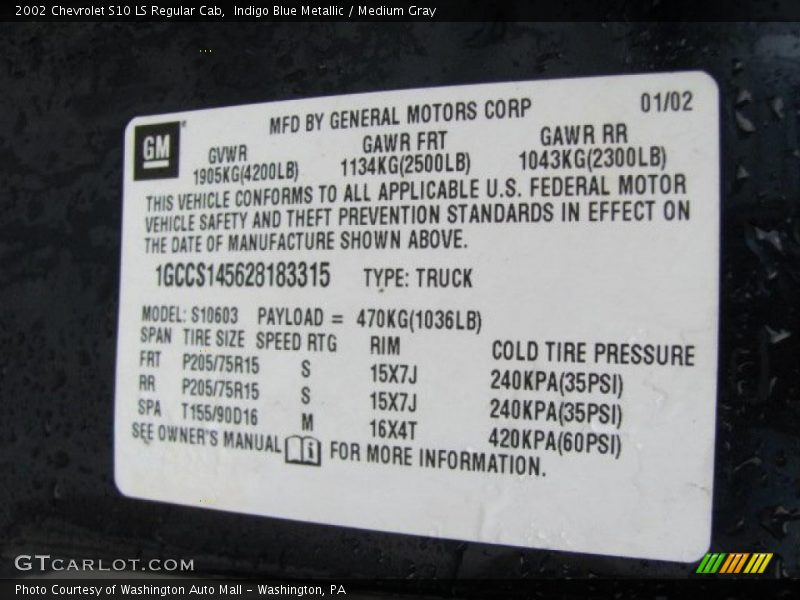 2002 Chevrolet S10 LS Regular Cab, Indigo Blue Metallic / Medium Gray
GM
MFD BY GENERAL MOTORS CORP 01/02
GVWR GAWR FRT GAWR RR
1905KG(4200LB) 1134KG(2500LB) 1043KG(2300LB)
THIS VEHICLE CONFORMS TO ALL APPLICABLE U.S. FEDERAL MOTOR
VEHICLE SAFETY AND THEFT PREVENTION STANDARDS IN EFFECT ON
THE DATE OF MANUFACTURE SHOWN ABOVE.
1GCCS145628183315 TYPE: TRUCK
MODEL: S10603 PAYLOAD = 470KG(1036LB)
SPAN TIRE SIZE SPEED RTG RIM COLD TIRE PRESSURE
FRT P205/75R15 S 15X7J 240KPA(35PSI)
RR P205/75R15 S 15X7J 240KPA(35PSI)
SPA T155/90D16 M 16X4T 420KPA(60PSI)
SEE OWNER'S MANUAL i FOR MORE INFORMATION.
GTCARLOT.COM
Photo Courtesy of Washington Auto Mall - Washington, PA